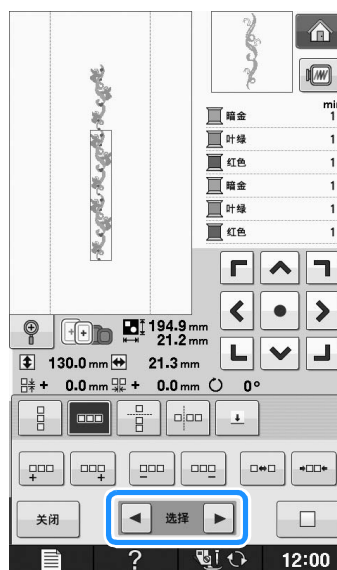 min
暗金 1
叶绿 1
红色 1
暗金 1
叶绿 1
红色 1
194.9 mm
21.2 mm
130.0 mm 21.3 mm
+ 0.0 mm + 0.0 mm 0°
+ + − −
关闭 选择
? 12:00